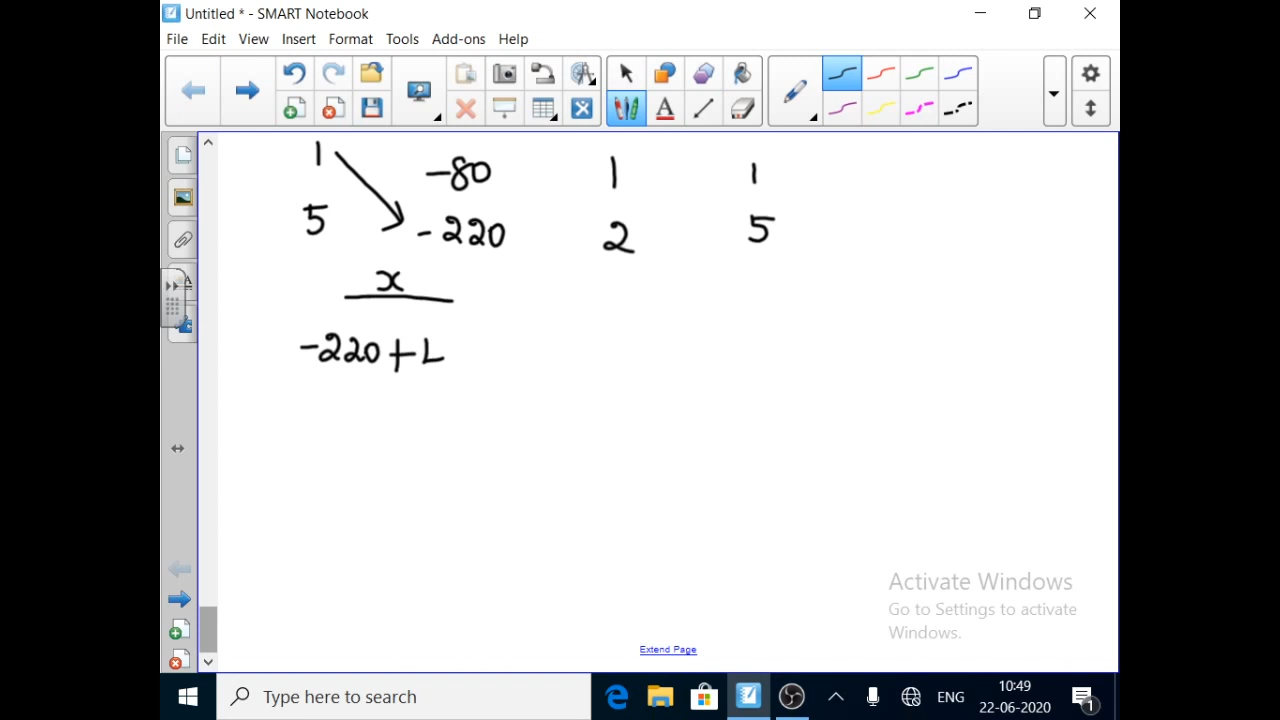 Untitled * - SMART Notebook
File Edit View Insert Format Tools Add-ons Help
1 -80 1 1
5 -220 2 5
x
-220+L
Extend Page
Activate Windows
Go to Settings to activate
Windows.
Type here to search
ENG
10:49
22-06-2020
1